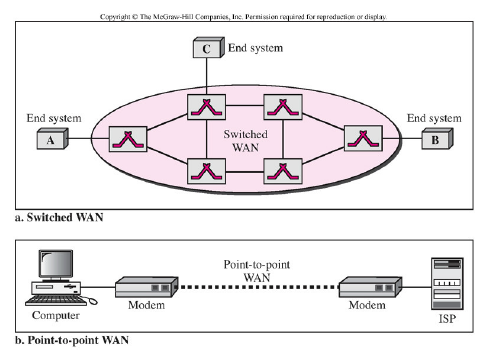 Copyright © The McGraw-Hill Companies, Inc. Permission required for reproduction or display.
C
End system
End system
A
Switched
WAN
End system
B
a. Switched WAN
Point-to-point
WAN
Modem
Modem
Computer
ISP
b. Point-to-point WAN